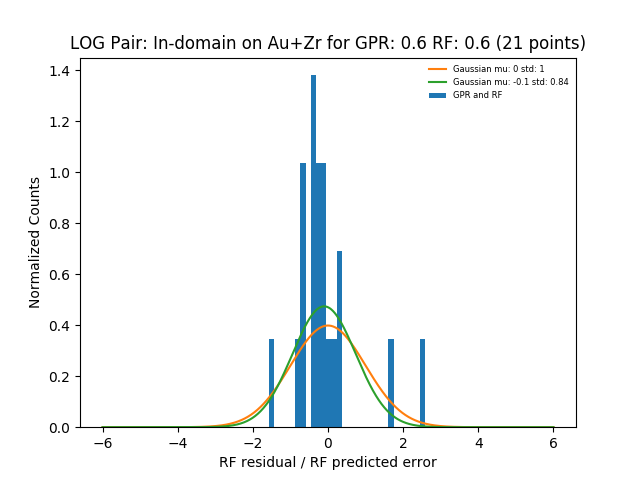 LOG Pair: In-domain on Au+Zr for GPR: 0.6 RF: 0.6 (21 points)
Gaussian mu: 0 std: 1
Gaussian mu: -0.1 std: 0.84
GPR and RF
Normalized Counts
1.4
1.2
1.0
0.8
0.6
0.4
0.2
0.0
−6 −4 −2 0 2 4 6
RF residual / RF predicted error